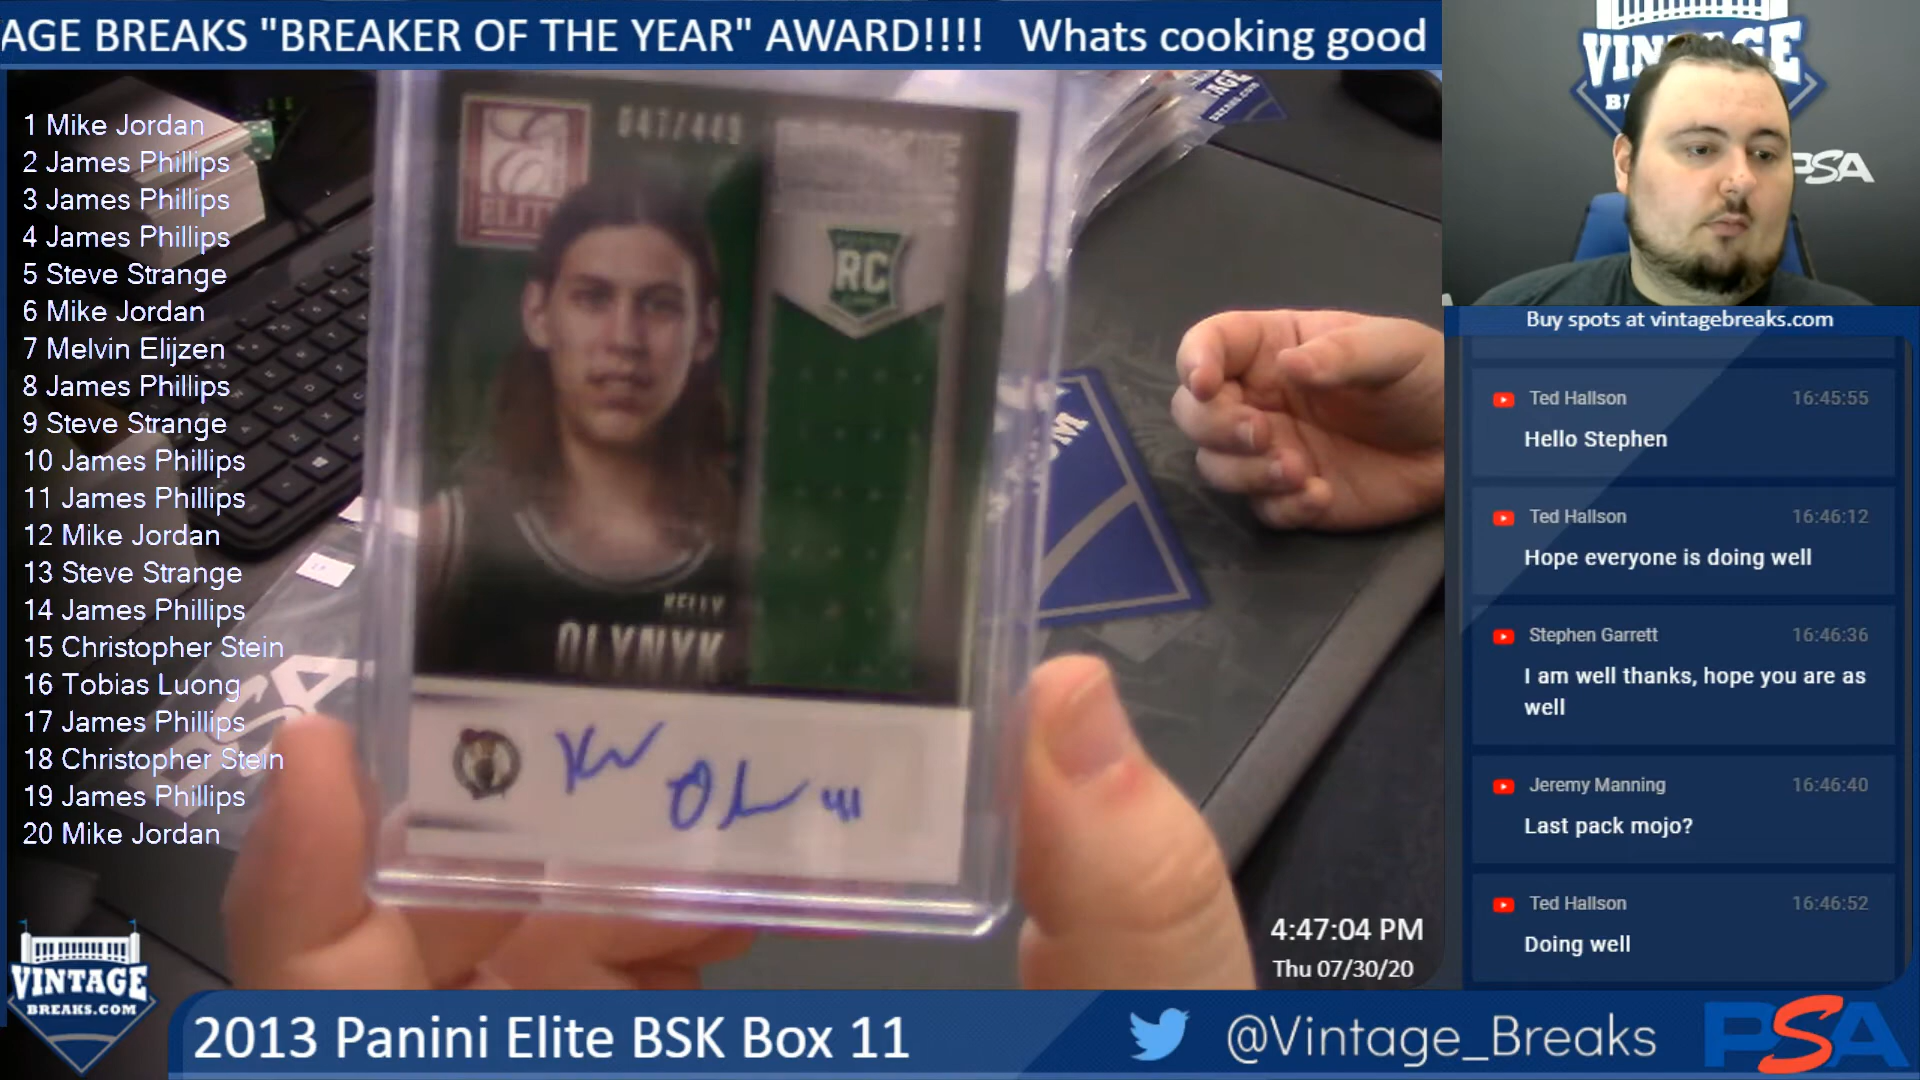 AGE BREAKS "BREAKER OF THE YEAR" AWARD!!!! Whats cooking good
1 Mike Jordan
2 James Phillips
3 James Phillips
4 James Phillips
5 Steve Strange
6 Mike Jordan
7 Melvin Elijzen
8 James Phillips
9 Steve Strange
10 James Phillips
11 James Phillips
12 Mike Jordan
13 Steve Strange
14 James Phillips
15 Christopher Stein
16 Tobias Luong
17 James Phillips
18 Christopher Stein
19 James Phillips
20 Mike Jordan
ELITE
RC
KELLY
OLYNYK
41
PSA
VINTAGE
PSA
Buy spots at vintagebreaks.com
Ted Hallson 16:45:55
Hello Stephen
Ted Hallson 16:46:12
Hope everyone is doing well
Stephen Garrett 16:46:36
I am well thanks, hope you are as
well
Jeremy Manning 16:46:40
Last pack mojo?
Ted Hallson 16:46:52
Doing well
4:47:04 PM
Thu 07/30/20
VINTAGE
BREAKS.COM
2013 Panini Elite BSK Box 11
@Vintage_Breaks
PSA